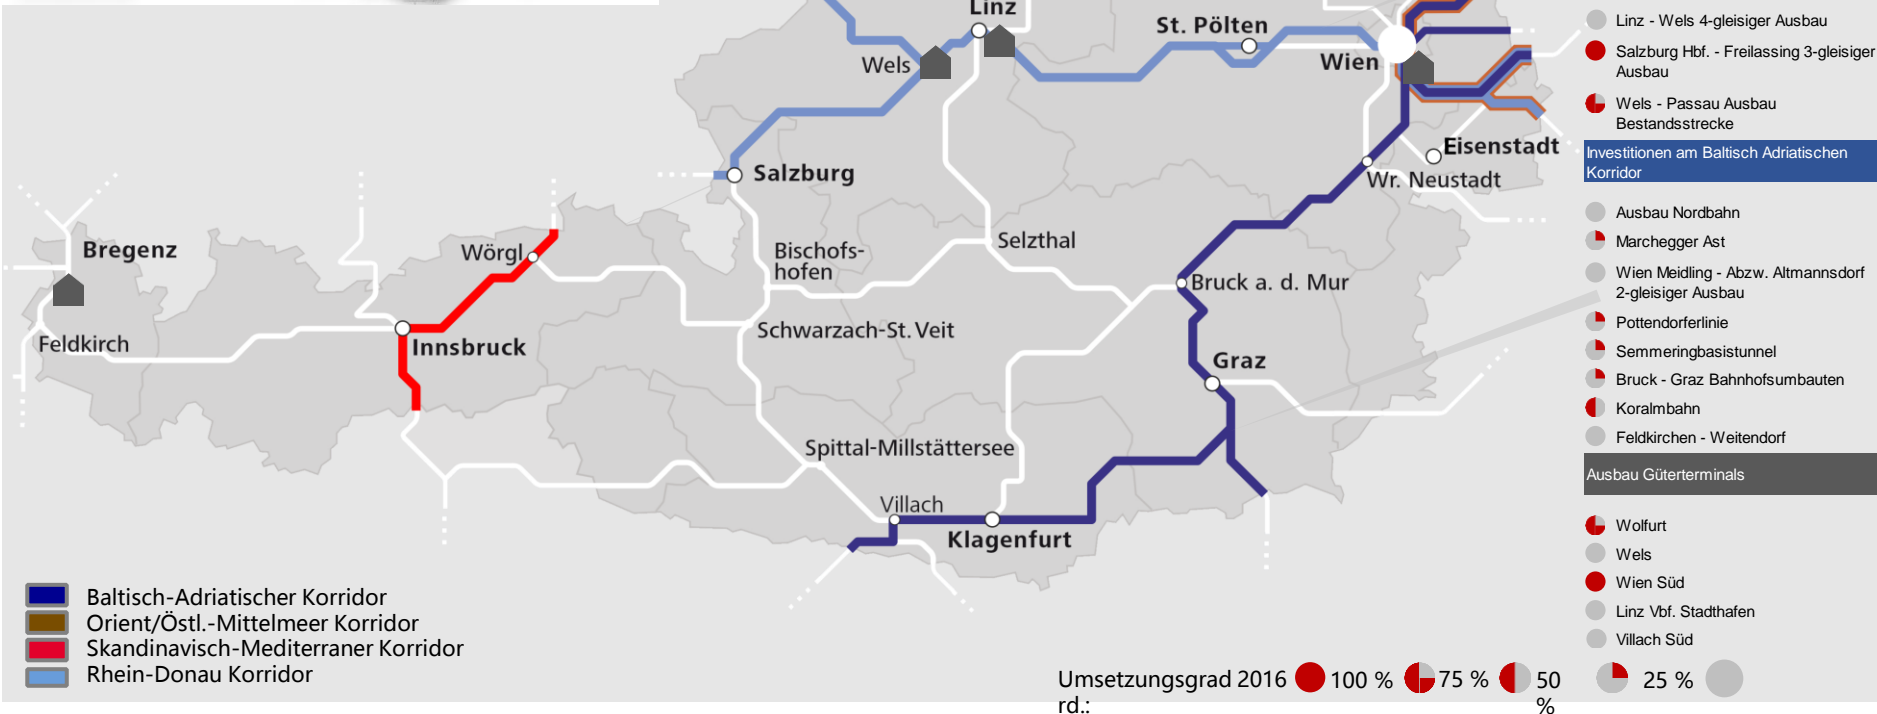 Linz
St. Pölten
Wels
Wien
Eisenstadt
Salzburg
Wr. Neustadt
Bregenz
Wörgl
Bischofs-
hofen
Selzthal
Bruck a. d. Mur
Feldkirch
Innsbruck
Schwarzach-St. Veit
Graz
Spittal-Millstättersee
Villach
Klagenfurt
Baltisch-Adriatischer Korridor
Orient/Östl.-Mittelmeer Korridor
Skandinavisch-Mediterraner Korridor
Rhein-Donau Korridor
Linz - Wels 4-gleisiger Ausbau
Salzburg Hbf. - Freilassing 3-gleisiger
Ausbau
Wels - Passau Ausbau
Bestandsstrecke
Investitionen am Baltisch Adriatischen
Korridor
Ausbau Nordbahn
Marchegger Ast
Wien Meidling - Abzw. Altmannsdorf
2-gleisiger Ausbau
Pottendorferlinie
Semmeringbasistunnel
Bruck - Graz Bahnhofsumbauten
Koralmbahn
Feldkirchen - Weitendorf
Ausbau Güterterminals
Wolfurt
Wels
Wien Süd
Linz Vbf. Stadthafen
Villach Süd
Umsetzungsgrad 2016 100 % 75 % 50 25 %
rd.: %